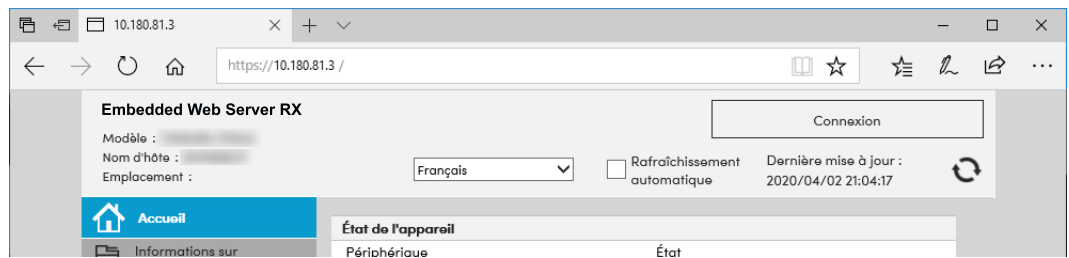 10.180.81.3
https://10.180.81.3 /
Embedded Web Server RX
Connexion
Modèle :
Nom d'hôte :
Emplacement :
Français
Rafraîchissement
automatique
Dernière mise à jour :
2020/04/02 21:04:17
Accueil
État de l'appareil
Informations sur
Périphérique État